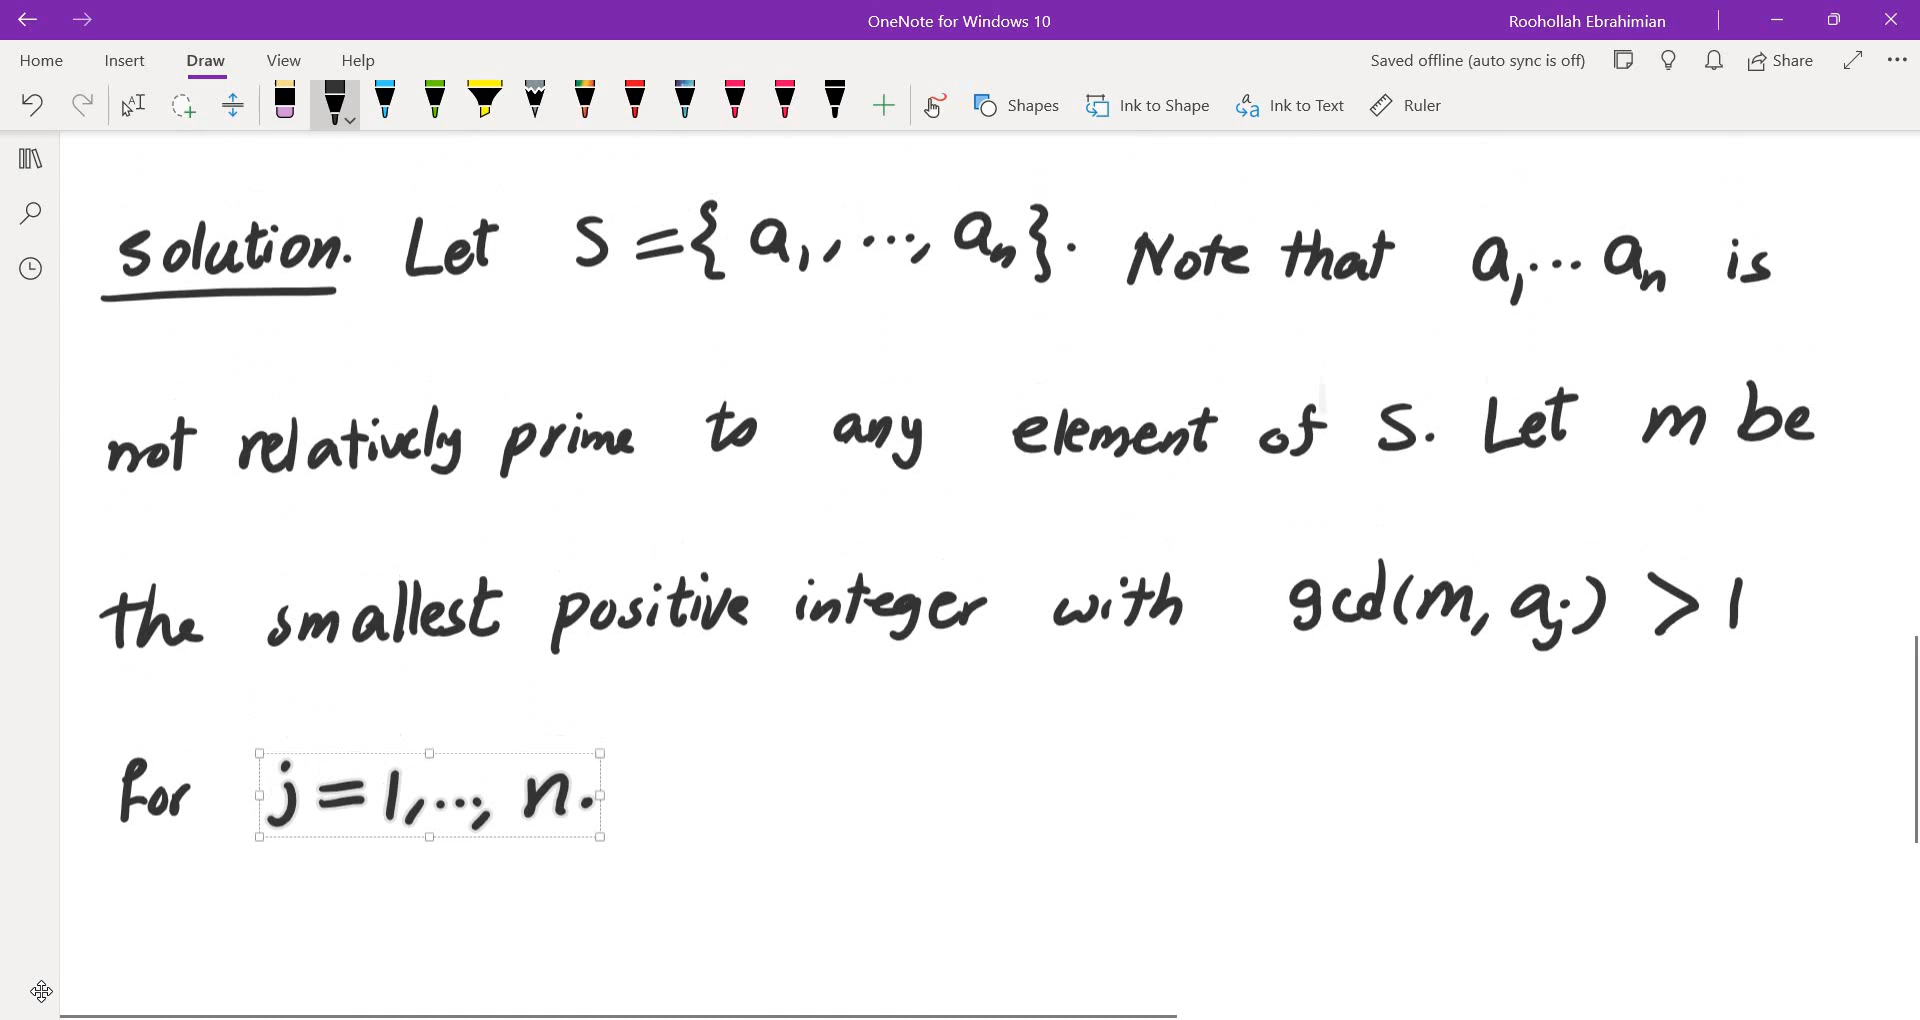 OneNote for Windows 10
Roohollah Ebrahimian
Home Insert Draw View Help
Saved offline (auto sync is off) Share
Shapes Ink to Shape Ink to Text Ruler
Solution. Let S = { a₁, ..., aₙ }. Note that a₁ ... aₙ is
not relatively prime to any element of S. Let m be
the smallest positive integer with gcd(m, aⱼ) > 1
for j = 1, ..., n.